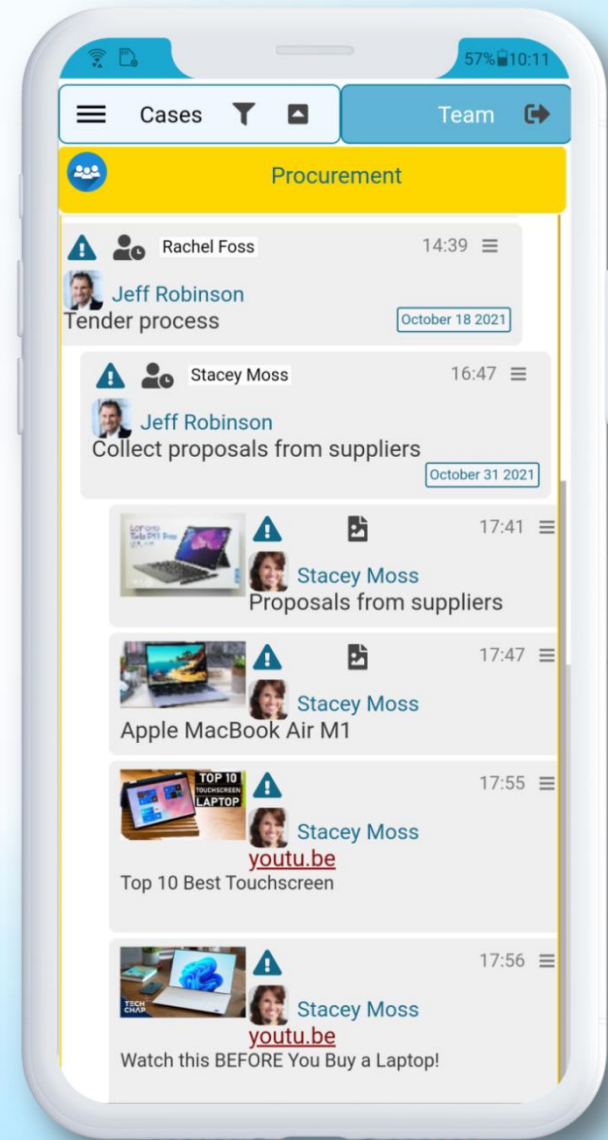 57% 10:11
Cases
Team
Procurement
Rachel Foss
14:39
Jeff Robinson
Tender process
October 18 2021
Stacey Moss
16:47
Jeff Robinson
Collect proposals from suppliers
October 31 2021
17:41
Stacey Moss
Proposals from suppliers
17:47
Stacey Moss
Apple MacBook Air M1
TOP 10
TOUCHSCREEN
LAPTOP
17:55
Stacey Moss
youtu.be
Top 10 Best Touchscreen
TECH
CHAP
17:56
Stacey Moss
youtu.be
Watch this BEFORE You Buy a Laptop!